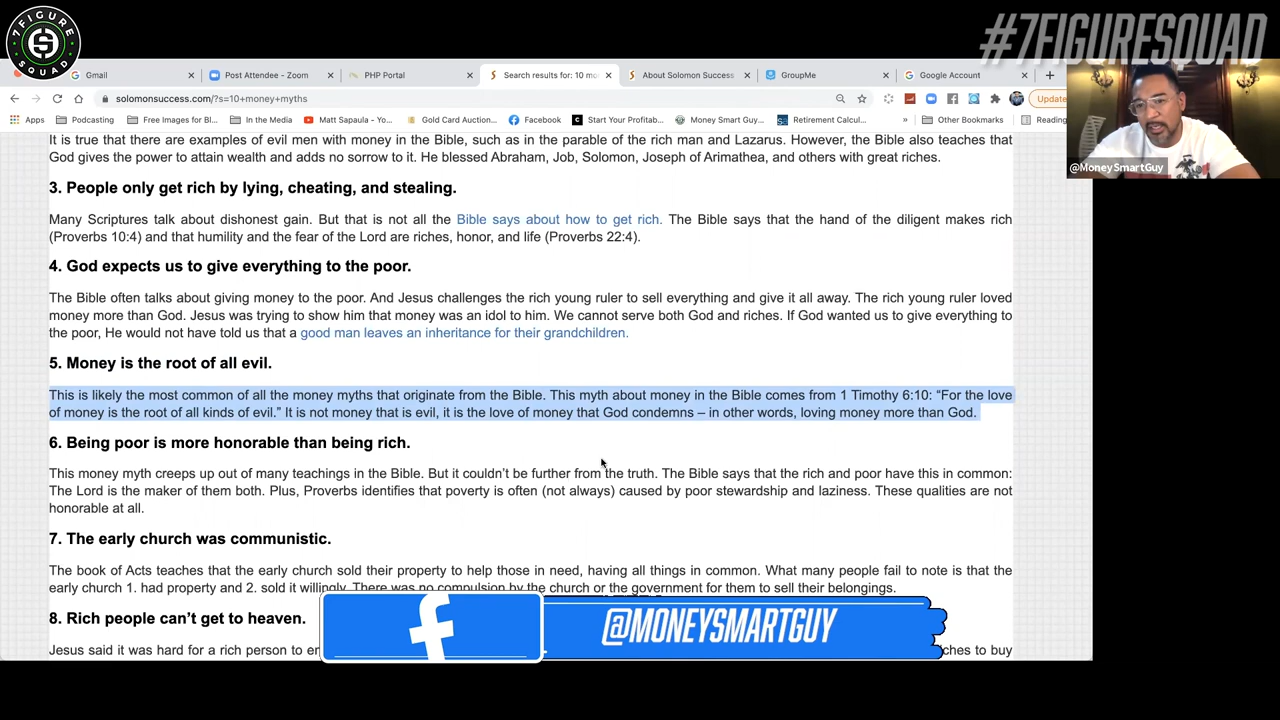 7FIGURE
SQUAD
#7FIGURESQUAD
Gmail
Post Attendee - Zoom
PHP Portal
Search results for: 10 mo
About Solomon Success
GroupMe
Google Account
solomonsuccess.com/?s=10+money+myths
Update
Apps
Podcasting
Free Images for Bl...
In the Media
Matt Sapaula - Yo...
Gold Card Auction...
Facebook
Start Your Profitab...
Money Smart Guy...
Retirement Calcul...
»
Other Bookmarks
Reading
@MoneySmartGuy
It is true that there are examples of evil men with money in the Bible, such as in the parable of the rich man and Lazarus. However, the Bible also teaches that
God gives the power to attain wealth and adds no sorrow to it. He blessed Abraham, Job, Solomon, Joseph of Arimathea, and others with great riches.
3. People only get rich by lying, cheating, and stealing.
Many Scriptures talk about dishonest gain. But that is not all the Bible says about how to get rich. The Bible says that the hand of the diligent makes rich
(Proverbs 10:4) and that humility and the fear of the Lord are riches, honor, and life (Proverbs 22:4).
4. God expects us to give everything to the poor.
The Bible often talks about giving money to the poor. And Jesus challenges the rich young ruler to sell everything and give it all away. The rich young ruler loved
money more than God. Jesus was trying to show him that money was an idol to him. We cannot serve both God and riches. If God wanted us to give everything to
the poor, He would not have told us that a good man leaves an inheritance for their grandchildren.
5. Money is the root of all evil.
This is likely the most common of all the money myths that originate from the Bible. This myth about money in the Bible comes from 1 Timothy 6:10: “For the love
of money is the root of all kinds of evil.” It is not money that is evil, it is the love of money that God condemns – in other words, loving money more than God.
6. Being poor is more honorable than being rich.
This money myth creeps up out of many teachings in the Bible. But it couldn’t be further from the truth. The Bible says that the rich and poor have this in common:
The Lord is the maker of them both. Plus, Proverbs identifies that poverty is often (not always) caused by poor stewardship and laziness. These qualities are not
honorable at all.
7. The early church was communistic.
The book of Acts teaches that the early church sold their property to help those in need, having all things in common. What many people fail to note is that the
early church 1. had property and 2. sold it willingly. There was no compulsion by the church or the government for them to sell their belongings.
8. Rich people can’t get to heaven.
Jesus said it was hard for a rich person to
ches to buy
@MONEYSMARTGUY